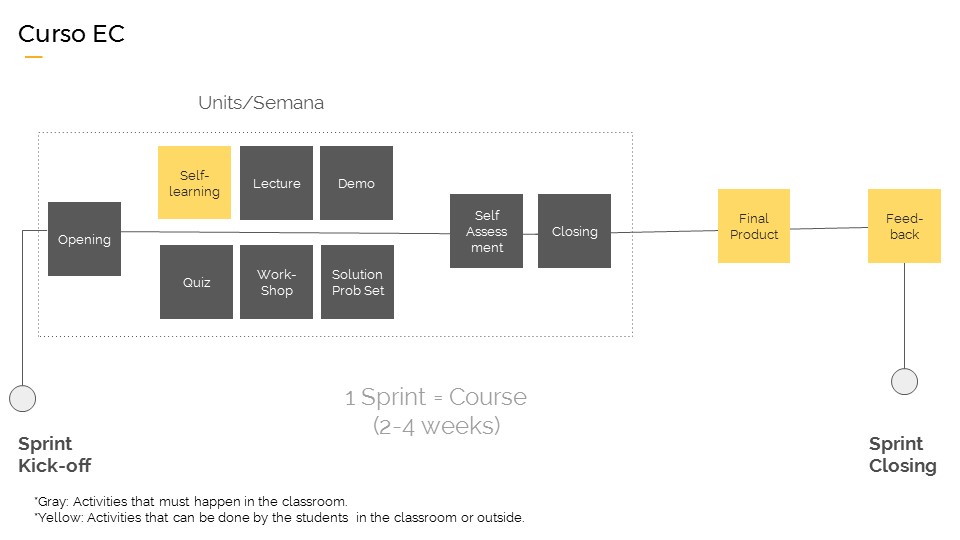 Curso EC
Units/Semana
Opening
Self-
learning
Lecture
Demo
Quiz
Work-
Shop
Solution
Prob Set
Self
Assess
ment
Closing
Final
Product
Feed-
back
1 Sprint = Course
(2-4 weeks)
Sprint
Kick-off
Sprint
Closing
*Gray: Activities that must happen in the classroom.
*Yellow: Activities that can be done by the students in the classroom or outside.